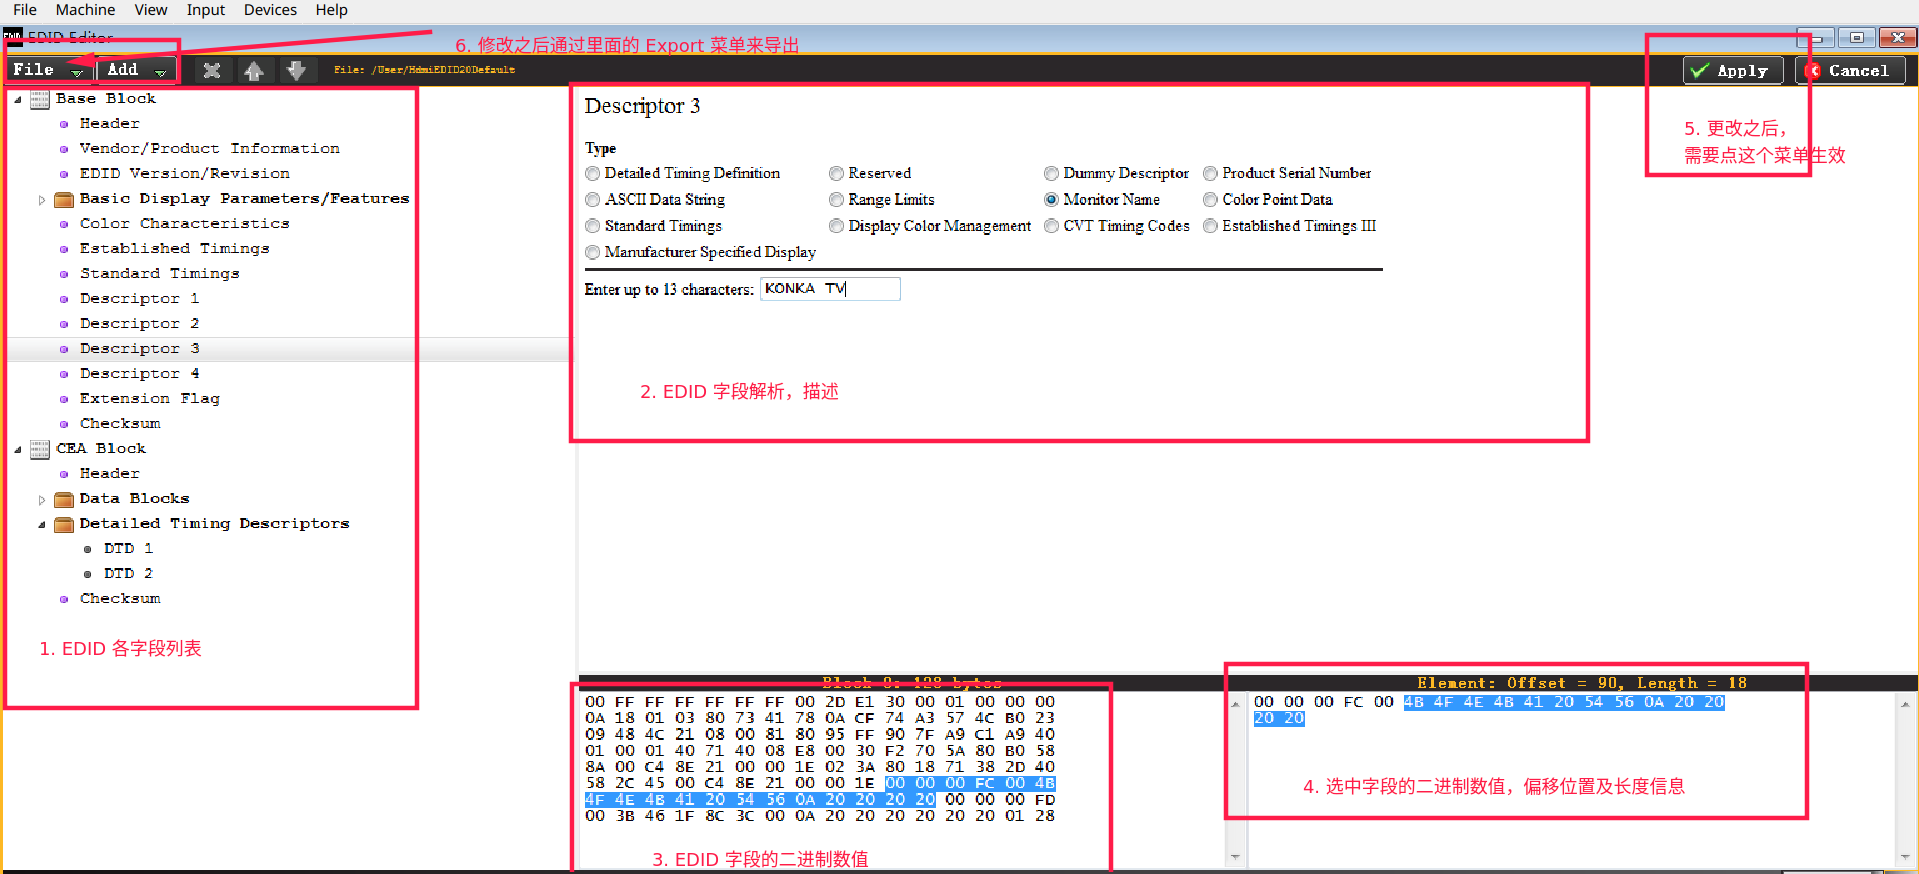 File Machine View Input Devices Help
EDID Editor
6. 修改之后通过里面的 Export 菜单来导出
File Add File: /User/HdmiEDID20Default Apply Cancel
Base Block
Header
Vendor/Product Information
EDID Version/Revision
Basic Display Parameters/Features
Color Characteristics
Established Timings
Standard Timings
Descriptor 1
Descriptor 2
Descriptor 3
Descriptor 4
Extension Flag
Checksum
CEA Block
Header
Data Blocks
Detailed Timing Descriptors
DTD 1
DTD 2
Checksum
1. EDID 各字段列表
Descriptor 3
Type
Detailed Timing Definition Reserved Dummy Descriptor Product Serial Number
ASCII Data String Range Limits Monitor Name Color Point Data
Standard Timings Display Color Management CVT Timing Codes Established Timings III
Manufacturer Specified Display
Enter up to 13 characters: KONKA TV
2. EDID 字段解析，描述
5. 更改之后，
需要点这个菜单生效
Block 0: 128 bytes
00 FF FF FF FF FF FF 00 2D E1 30 00 01 00 00 00
0A 18 01 03 80 73 41 78 0A CF 74 A3 57 4C B0 23
09 48 4C 21 08 00 81 80 95 FF 90 7F A9 C1 A9 40
01 00 01 40 71 40 08 E8 00 30 F2 70 5A 80 B0 58
8A 00 C4 8E 21 00 00 1E 02 3A 80 18 71 38 2D 40
58 2C 45 00 C4 8E 21 00 00 1E 00 00 00 FC 00 4B
4F 4E 4B 41 20 54 56 0A 20 20 20 20 00 00 00 FD
00 3B 46 1F 8C 3C 00 0A 20 20 20 20 20 20 01 28
3. EDID 字段的二进制数值
Element: Offset = 90, Length = 18
00 00 00 FC 00 4B 4F 4E 4B 41 20 54 56 0A 20 20
20 20
4. 选中字段的二进制数值，偏移位置及长度信息